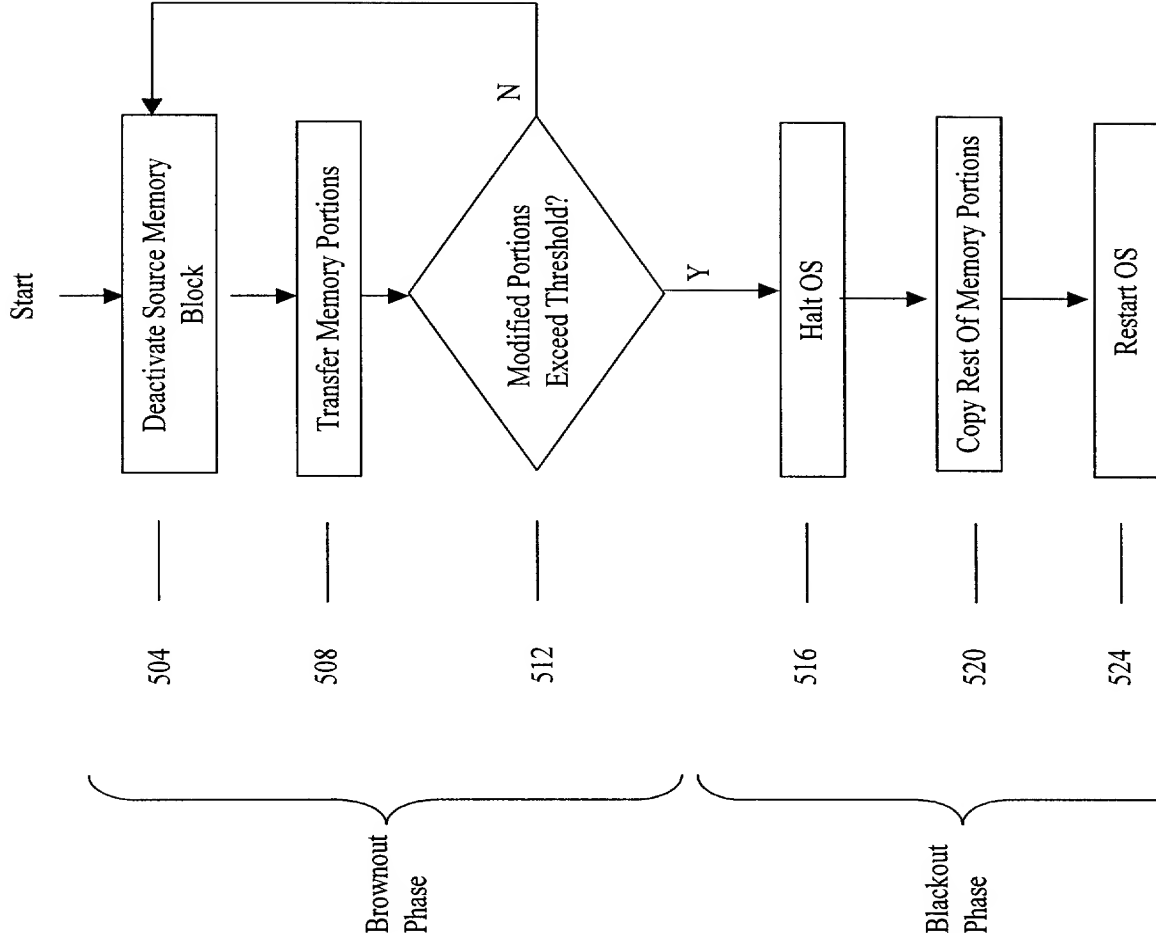 Start
Deactivate Source Memory
Block
504
Transfer Memory Portions
508
Modified Portions
Exceed Threshold?
N
512
Y
Brownout
Phase
Halt OS
516
Copy Rest Of Memory Portions
520
Restart OS
524
Blackout
Phase